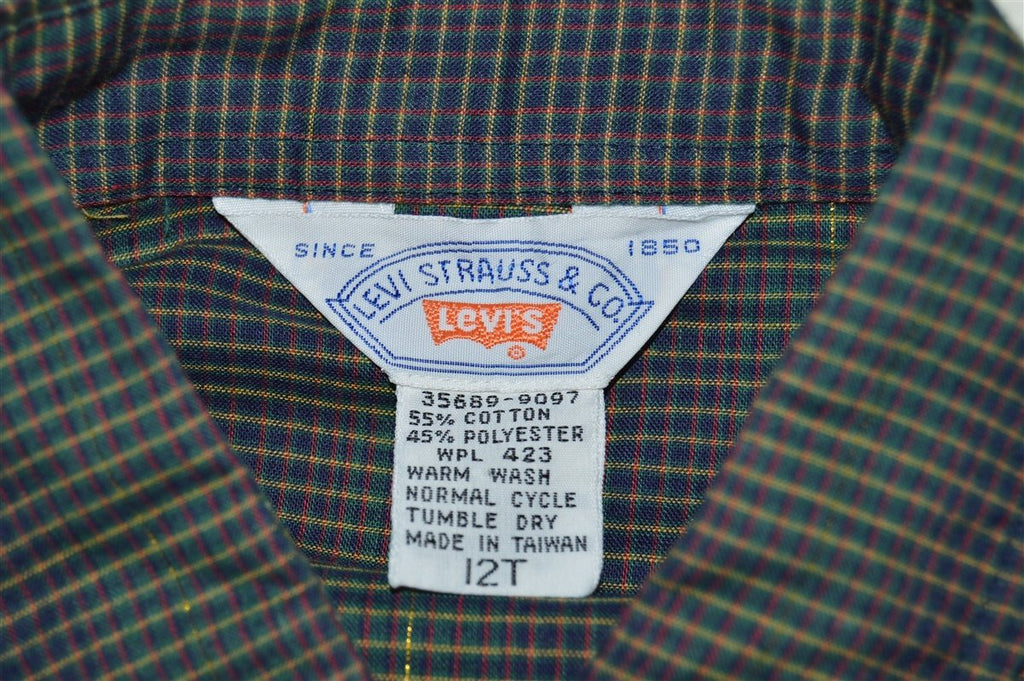 SINCE 1850
LEVI STRAUSS & CO.
LEVI'S
®
35689-9097
55% COTTON
45% POLYESTER
WPL 423
WARM WASH
NORMAL CYCLE
TUMBLE DRY
MADE IN TAIWAN
12T